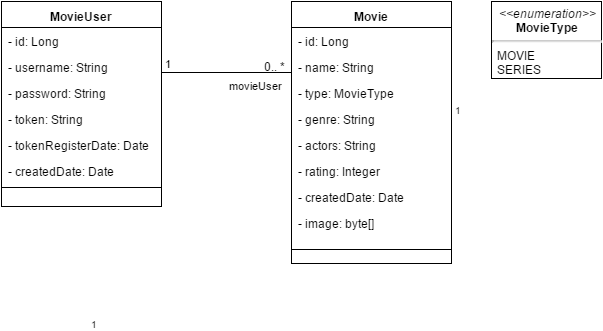 MovieUser
- id: Long
- username: String
- password: String
- token: String
- tokenRegisterDate: Date
- createdDate: Date
1
0.. *
movieUser
Movie
- id: Long
- name: String
- type: MovieType
- genre: String
- actors: String
- rating: Integer
- createdDate: Date
- image: byte[]
1
<<enumeration>>
MovieType
MOVIE
SERIES
1